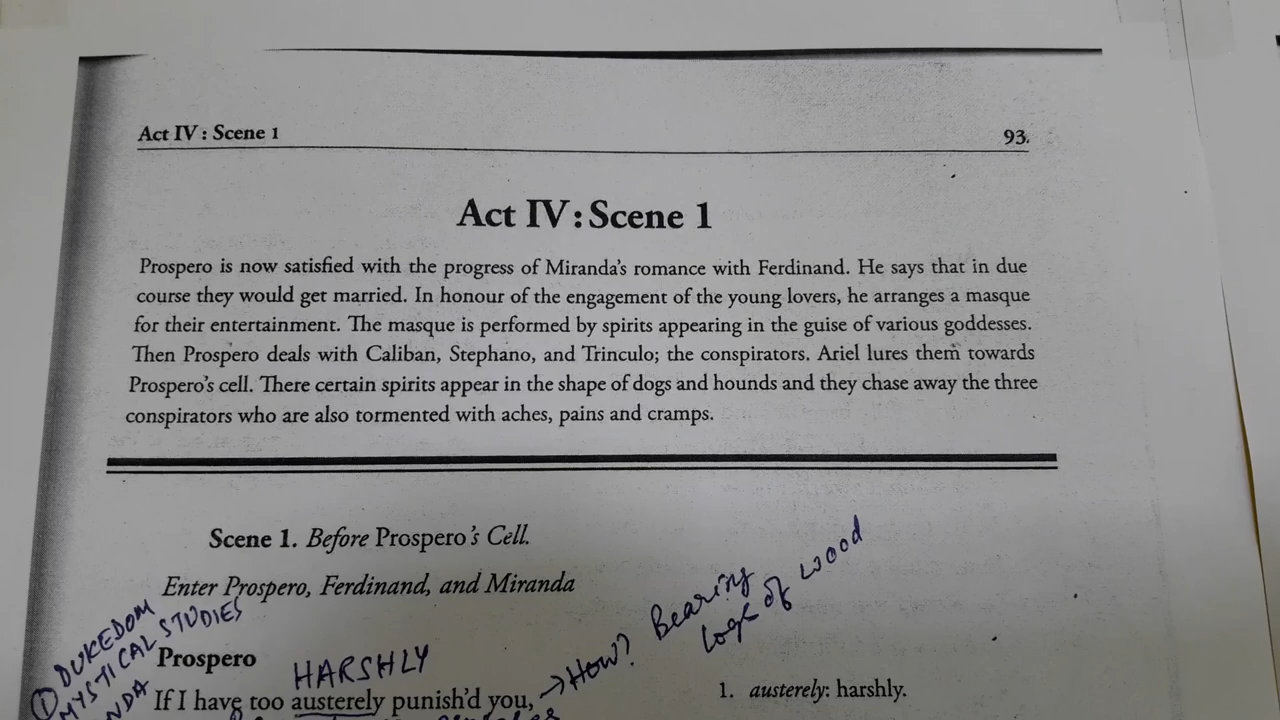 Act IV : Scene 1
93.
Act IV : Scene 1
Prospero is now satisfied with the progress of Miranda's romance with Ferdinand. He says that in due
course they would get married. In honour of the engagement of the young lovers, he arranges a masque
for their entertainment. The masque is performed by spirits appearing in the guise of various goddesses.
Then Prospero deals with Caliban, Stephano, and Trinculo; the conspirators. Ariel lures them towards
Prospero's cell. There certain spirits appear in the shape of dogs and hounds and they chase away the three
conspirators who are also tormented with aches, pains and cramps.
Scene 1. Before Prospero's Cell.
Enter Prospero, Ferdinand, and Miranda
① DUKEDOM
MYSTICAL STUDIES
NDA
Prospero
HARSHLY
If I have too austerely punish'd you,
→ How? Bearing
logs of wood
1. austerely: harshly.